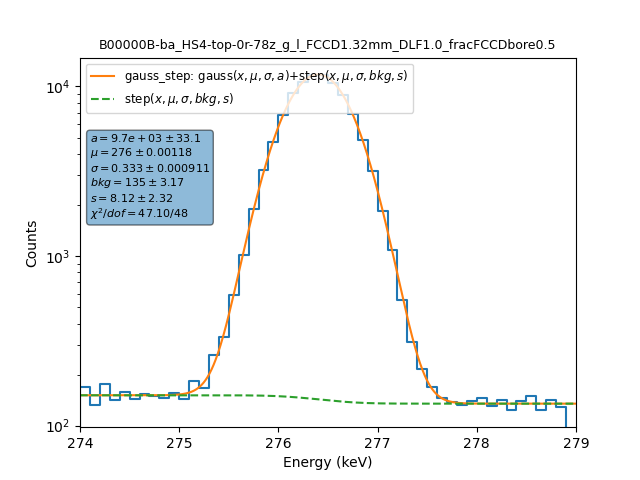 B00000B-ba_HS4-top-0r-78z_g_l_FCCD1.32mm_DLF1.0_fracFCCDbore0.5
gauss_step: gauss(x, μ, σ, a)+step(x, μ, σ, bkg, s)
step(x, μ, σ, bkg, s)
a = 9.7e + 03 ± 33.1
μ = 276 ± 0.00118
σ = 0.333 ± 0.000911
bkg = 135 ± 3.17
s = 8.12 ± 2.32
χ²/dof = 47.10/48
10⁴
10³
10²
Counts
274 275 276 277 278 279
Energy (keV)